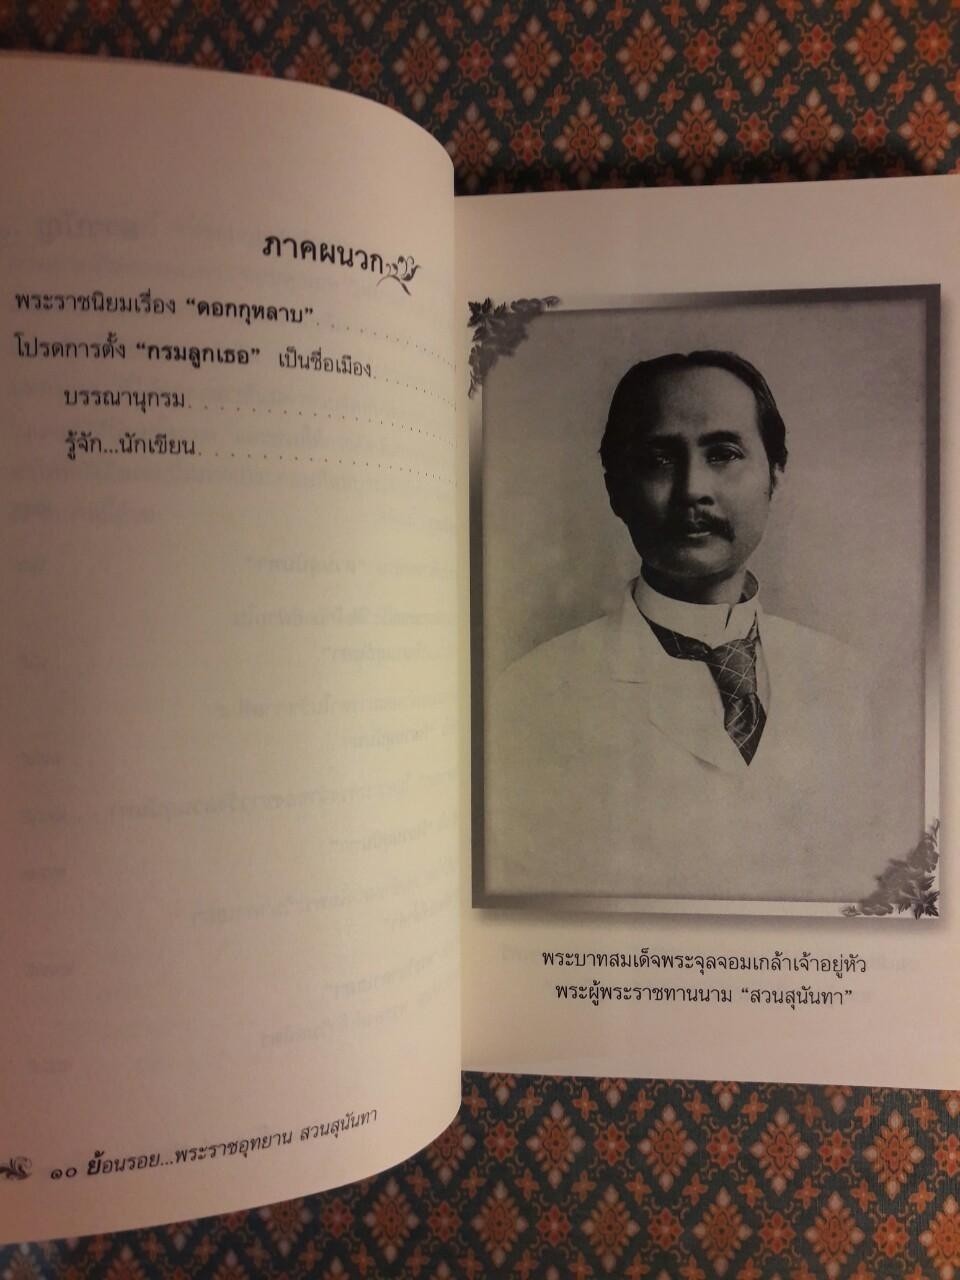 ภาคผนวก
พระราชนิยมเรื่อง “ดอกกุหลาบ”
โปรดการตั้ง “กรมลูกเธอ” เป็นชื่อเมือง
บรรณานุกรม
รู้จัก...นักเขียน
๑๐ ย้อนรอย...พระราชอุทยาน สวนสุนันทา
พระบาทสมเด็จพระจุลจอมเกล้าเจ้าอยู่หัว
พระผู้พระราชทานนาม “สวนสุนันทา”